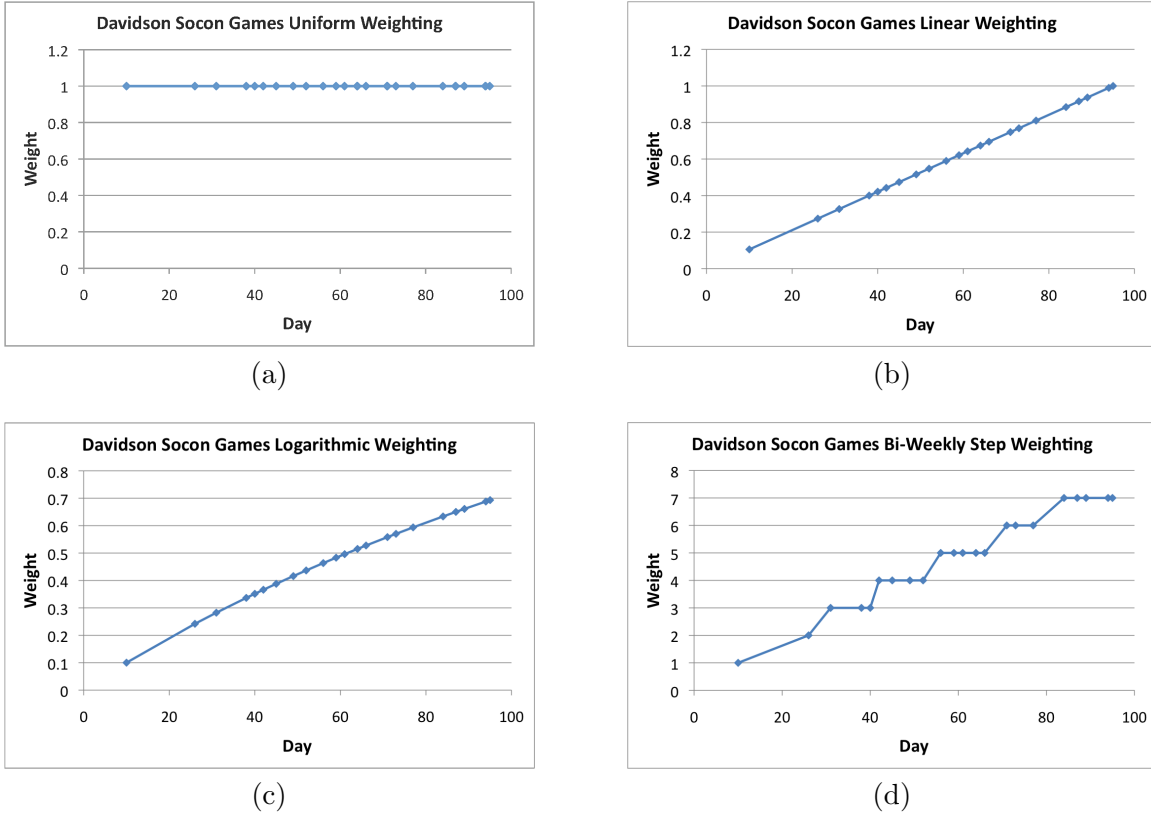 Davidson Socon Games Uniform Weighting
1.2
1
0.8
0.6
0.4
0.2
0
Weight
0 20 40 60 80 100
Day
(a)
Davidson Socon Games Linear Weighting
1.2
1
0.8
0.6
0.4
0.2
0
Weight
0 20 40 60 80 100
Day
(b)
Davidson Socon Games Logarithmic Weighting
0.8
0.7
0.6
0.5
0.4
0.3
0.2
0.1
0
Weight
0 20 40 60 80 100
Day
(c)
Davidson Socon Games Bi-Weekly Step Weighting
8
7
6
5
4
3
2
1
0
Weight
0 20 40 60 80 100
Day
(d)